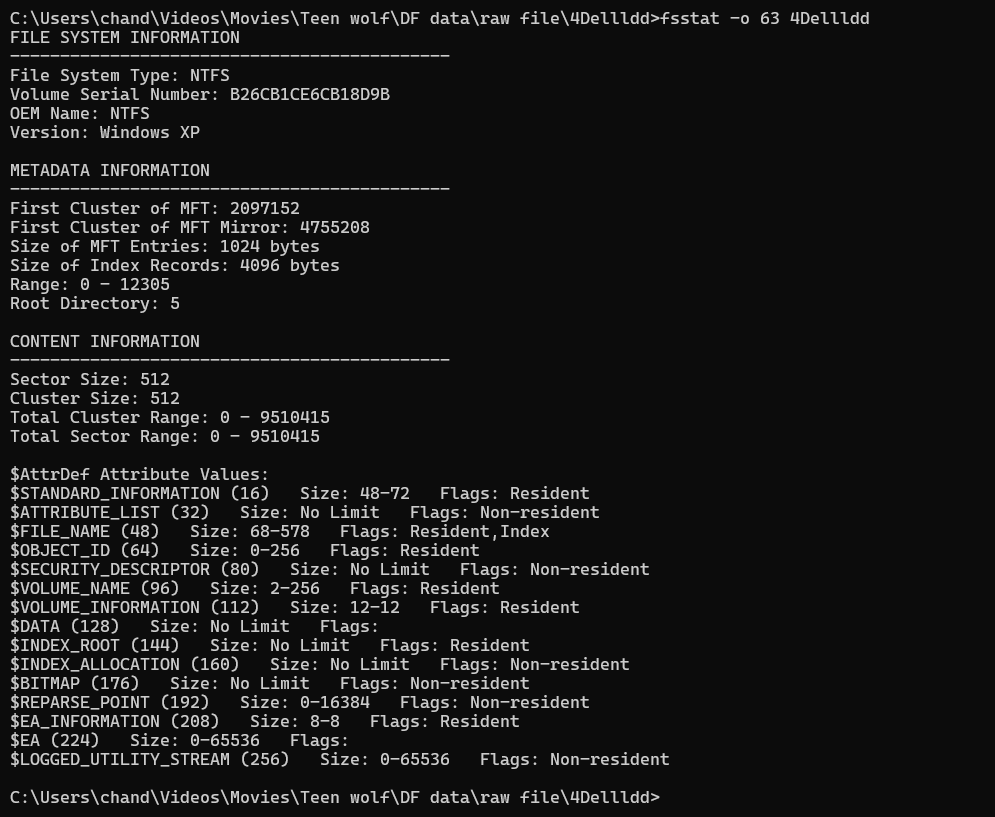 C:\Users\chand\Videos\Movies\Teen wolf\DF data\raw file\4Dellldd>fsstat -o 63 4Dellldd
FILE SYSTEM INFORMATION
--------------------------------------------
File System Type: NTFS
Volume Serial Number: B26CB1CE6CB18D9B
OEM Name: NTFS
Version: Windows XP

METADATA INFORMATION
--------------------------------------------
First Cluster of MFT: 2097152
First Cluster of MFT Mirror: 4755208
Size of MFT Entries: 1024 bytes
Size of Index Records: 4096 bytes
Range: 0 - 12305
Root Directory: 5

CONTENT INFORMATION
--------------------------------------------
Sector Size: 512
Cluster Size: 512
Total Cluster Range: 0 - 9510415
Total Sector Range: 0 - 9510415

$AttrDef Attribute Values:
$STANDARD_INFORMATION (16)   Size: 48-72   Flags: Resident
$ATTRIBUTE_LIST (32)   Size: No Limit   Flags: Non-resident
$FILE_NAME (48)   Size: 68-578   Flags: Resident,Index
$OBJECT_ID (64)   Size: 0-256   Flags: Resident
$SECURITY_DESCRIPTOR (80)   Size: No Limit   Flags: Non-resident
$VOLUME_NAME (96)   Size: 2-256   Flags: Resident
$VOLUME_INFORMATION (112)   Size: 12-12   Flags: Resident
$DATA (128)   Size: No Limit   Flags:
$INDEX_ROOT (144)   Size: No Limit   Flags: Resident
$INDEX_ALLOCATION (160)   Size: No Limit   Flags: Non-resident
$BITMAP (176)   Size: No Limit   Flags: Non-resident
$REPARSE_POINT (192)   Size: 0-16384   Flags: Non-resident
$EA_INFORMATION (208)   Size: 8-8   Flags: Resident
$EA (224)   Size: 0-65536   Flags:
$LOGGED_UTILITY_STREAM (256)   Size: 0-65536   Flags: Non-resident

C:\Users\chand\Videos\Movies\Teen wolf\DF data\raw file\4Dellldd>